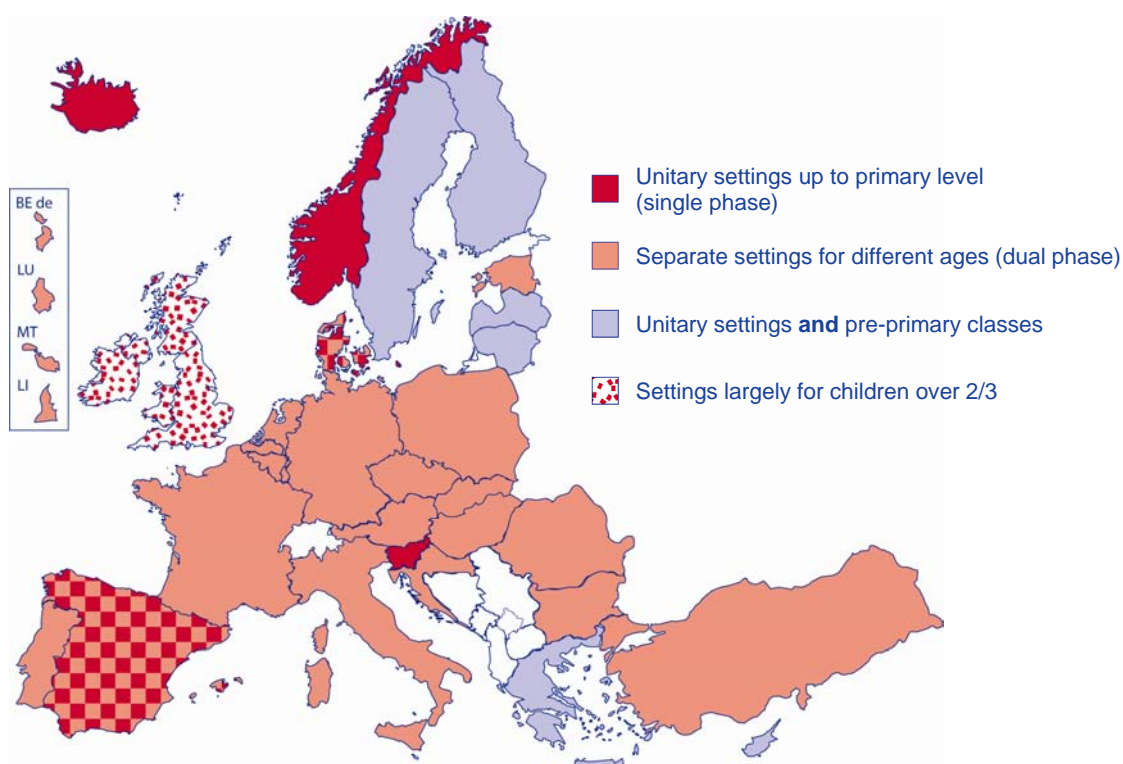 BE de
LU
MT
LI
Unitary settings up to primary level
(single phase)
Separate settings for different ages (dual phase)
Unitary settings and pre-primary classes
Settings largely for children over 2/3